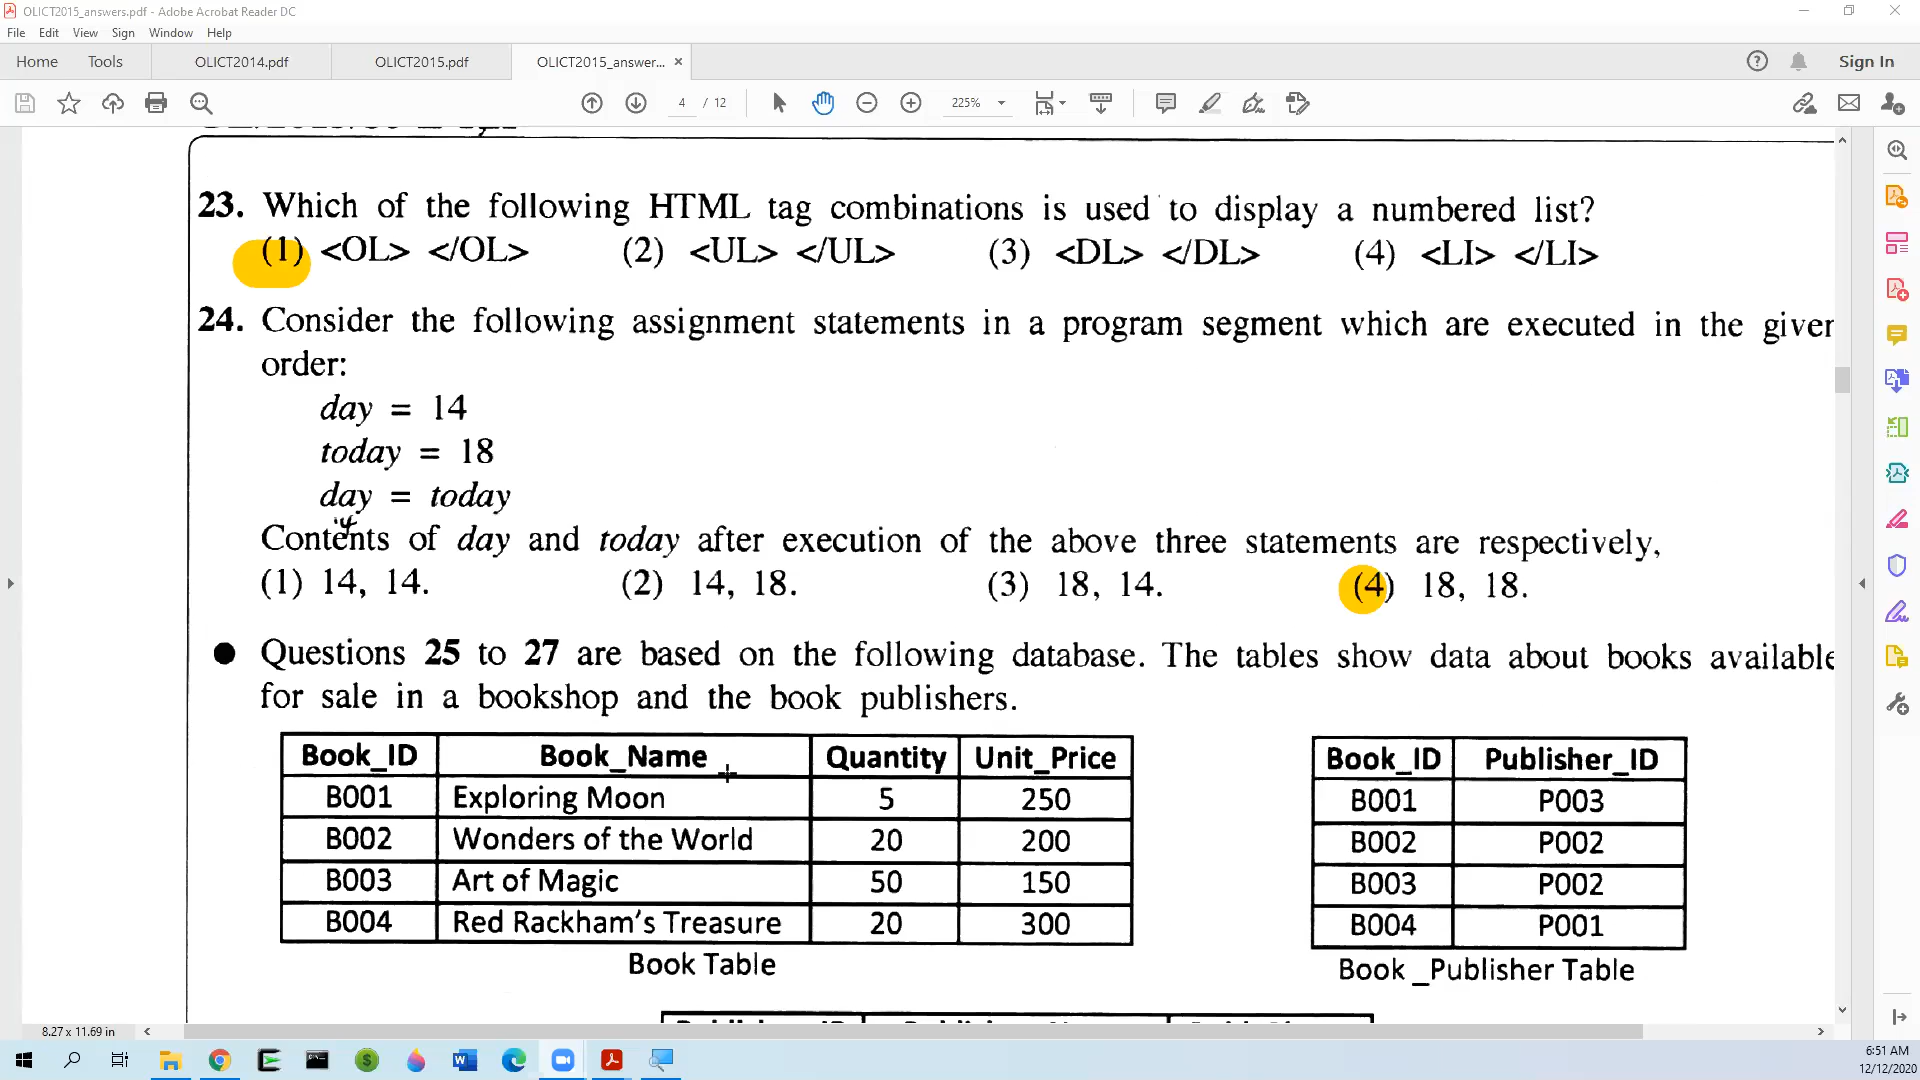 OLICT2015_answers.pdf - Adobe Acrobat Reader DC
File Edit View Sign Window Help
Home Tools OLICT2014.pdf OLICT2015.pdf OLICT2015_answer... × Sign In
4 / 12 225%
23. Which of the following HTML tag combinations is used to display a numbered list?
(1) <OL> </OL> (2) <UL> </UL> (3) <DL> </DL> (4) <LI> </LI>
24. Consider the following assignment statements in a program segment which are executed in the given
order:
day = 14
today = 18
day = today
Contents of day and today after execution of the above three statements are respectively,
(1) 14, 14. (2) 14, 18. (3) 18, 14. (4) 18, 18.
● Questions 25 to 27 are based on the following database. The tables show data about books available
for sale in a bookshop and the book publishers.
Book_ID Book_Name Quantity Unit_Price
B001 Exploring Moon 5 250
B002 Wonders of the World 20 200
B003 Art of Magic 50 150
B004 Red Rackham's Treasure 20 300
Book Table
Book_ID Publisher_ID
B001 P003
B002 P002
B003 P002
B004 P001
Book _Publisher Table
8.27 x 11.69 in
6:51 AM
12/12/2020